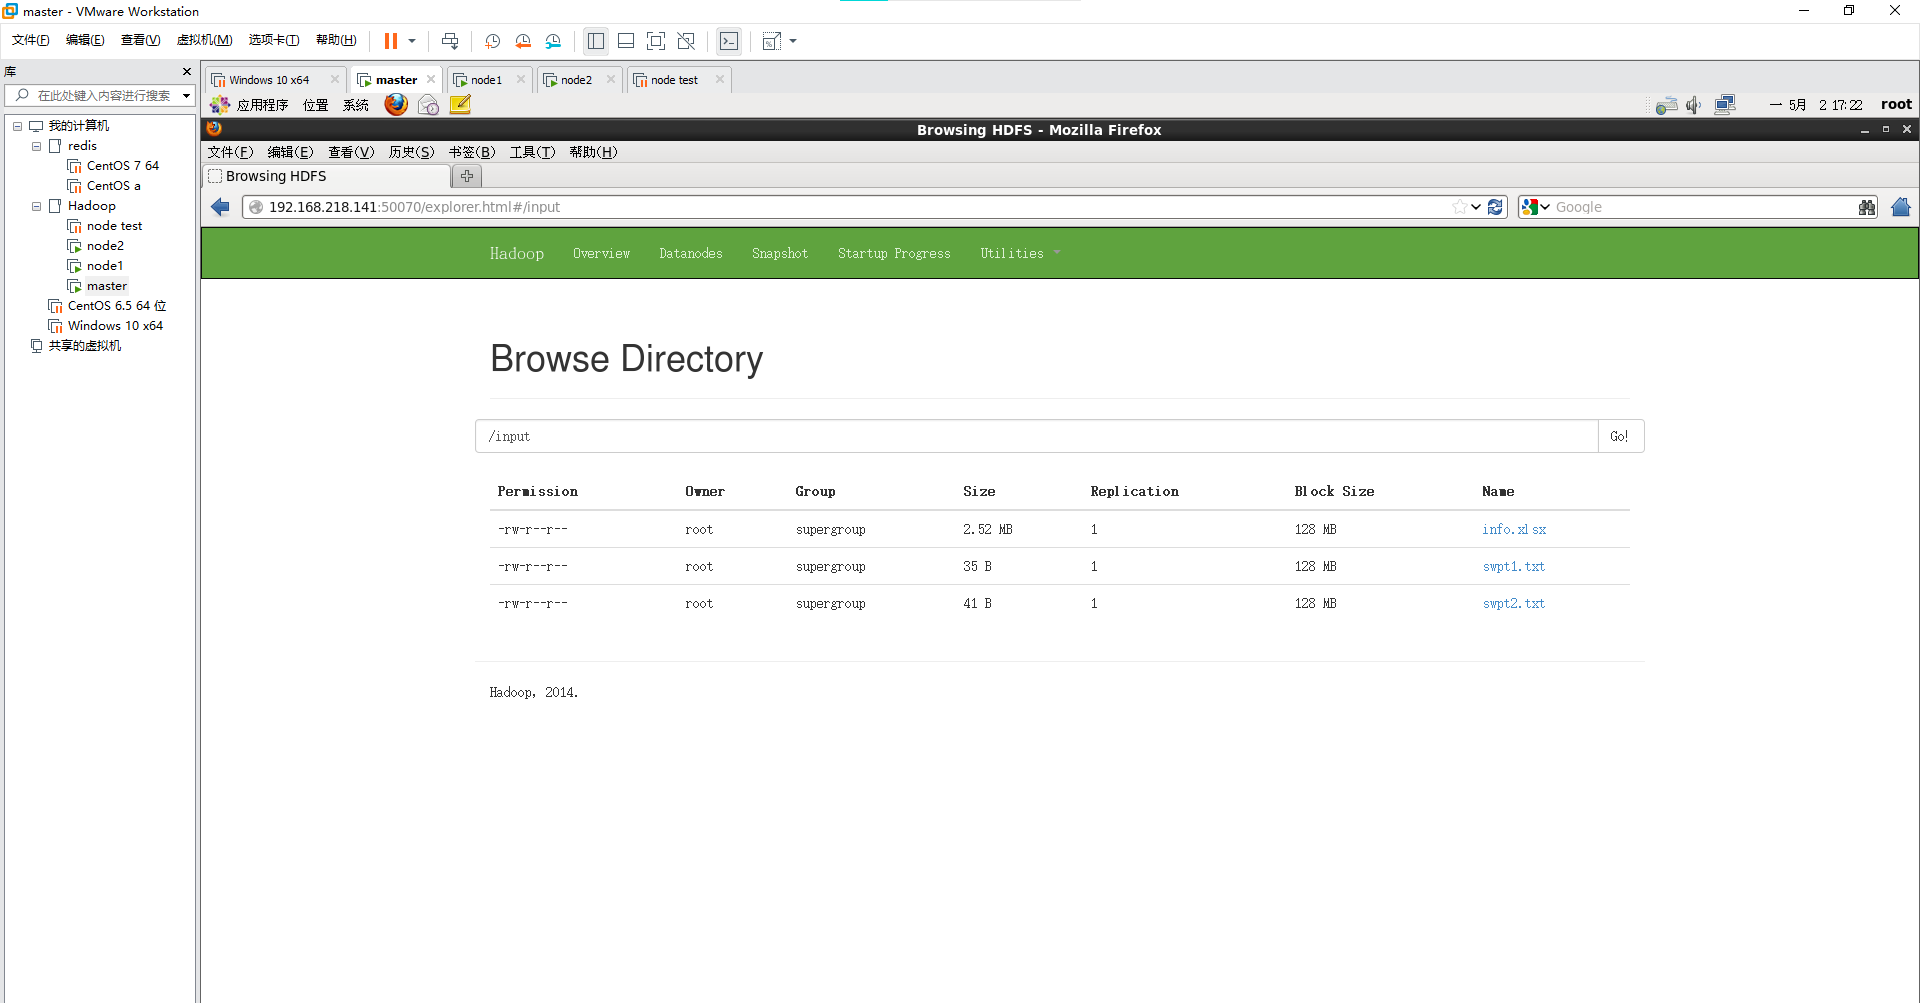 master - VMware Workstation
文件(F) 编辑(E) 查看(V) 虚拟机(M) 选项卡(T) 帮助(H)
库
在此处键入内容进行搜索
我的计算机
redis
CentOS 7 64
CentOS a
Hadoop
node test
node2
node1
master
CentOS 6.5 64 位
Windows 10 x64
共享的虚拟机
Windows 10 x64 master node1 node2 node test
应用程序 位置 系统 一 5月 2 17:22 root
Browsing HDFS - Mozilla Firefox
文件(F) 编辑(E) 查看(V) 历史(S) 书签(B) 工具(T) 帮助(H)
Browsing HDFS
192.168.218.141:50070/explorer.html#/input Google
Hadoop Overview Datanodes Snapshot Startup Progress Utilities
Browse Directory
/input Go!
Permission Owner Group Size Replication Block Size Name
-rw-r--r-- root supergroup 2.52 MB 1 128 MB info.xlsx
-rw-r--r-- root supergroup 35 B 1 128 MB swpt1.txt
-rw-r--r-- root supergroup 41 B 1 128 MB swpt2.txt
Hadoop, 2014.